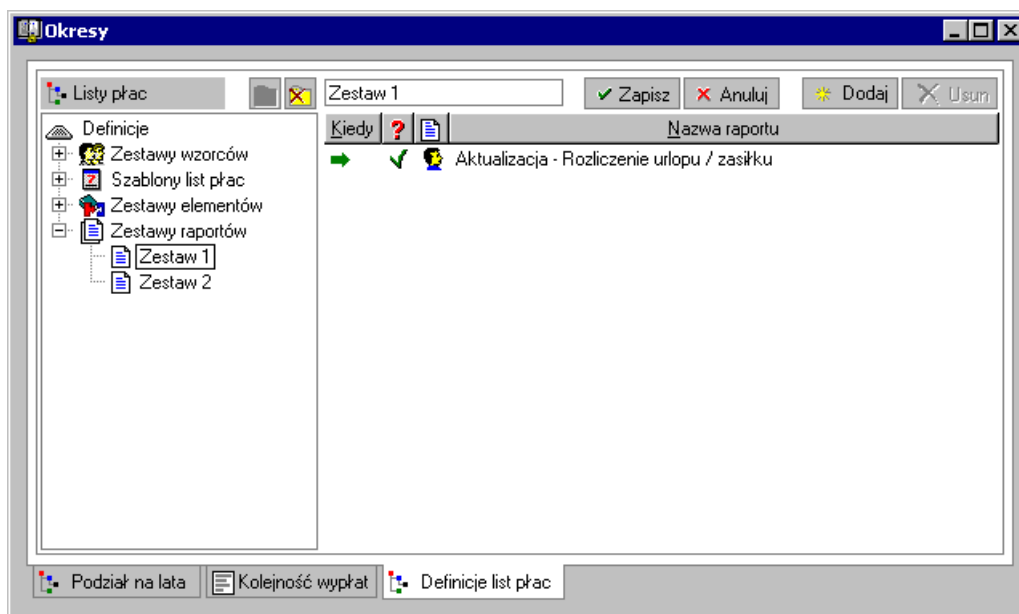 Okresy
Listy płac
Zestaw 1
Zapisz
Anuluj
Dodaj
Usun
Definicje
Kiedy ? Nazwa raportu
Zestawy wzorców
Aktualizacja - Rozliczenie urlopu / zasiłku
Szablony list płac
Zestawy elementów
Zestawy raportów
Zestaw 1
Zestaw 2
Podział na lata
Kolejność wypłat
Definicje list płac